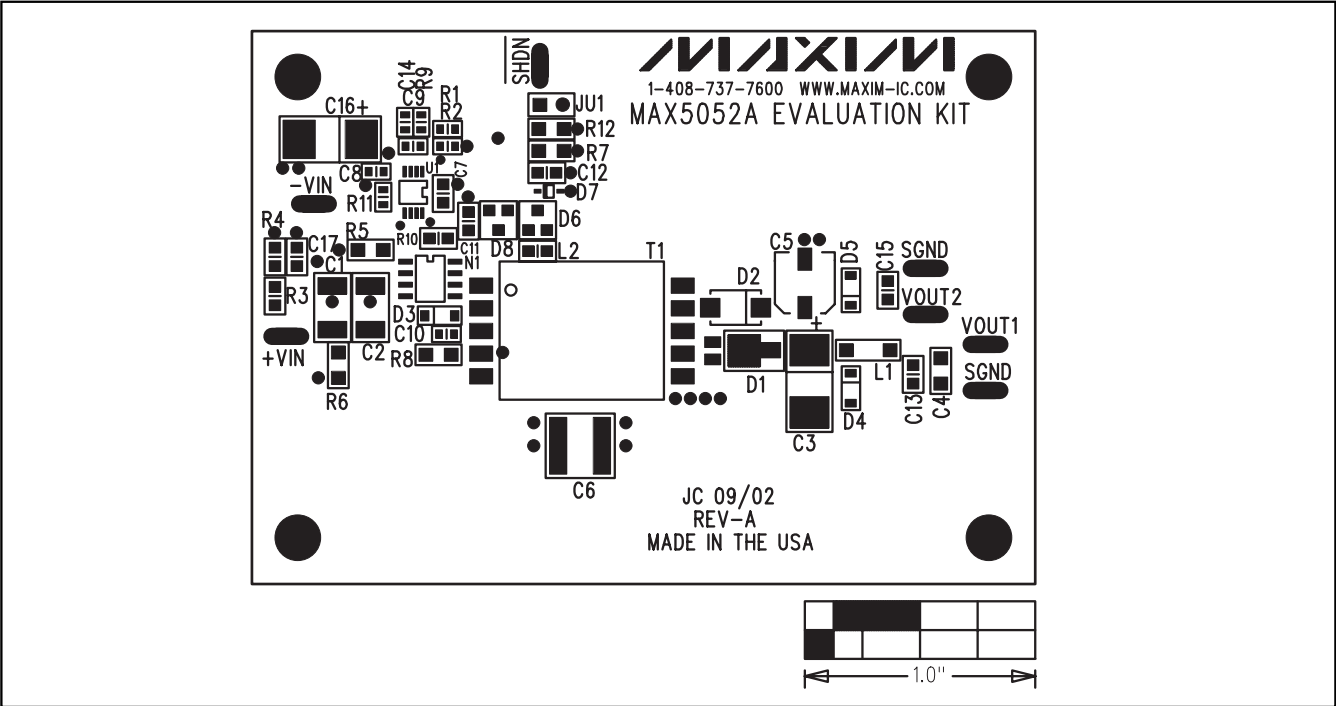 SHDN
MAXIM
1-408-737-7600 WWW.MAXIM-IC.COM
MAX5052A EVALUATION KIT
C14
R9
C9
R1
R2
C16+
JU1
R12
R7
C12
D7
U1
C7
C8
-VIN
R11
R4
C17
R5
R10
C11
D8
D6
L2
N1
T1
C1
R3
+VIN
C2
D3
C10
R8
R6
C5
D5
C15
SGND
D2
VOUT2
+
VOUT1
D1
L1
SGND
C13
C4
D4
C3
C6
JC 09/02
REV-A
MADE IN THE USA
1.0"